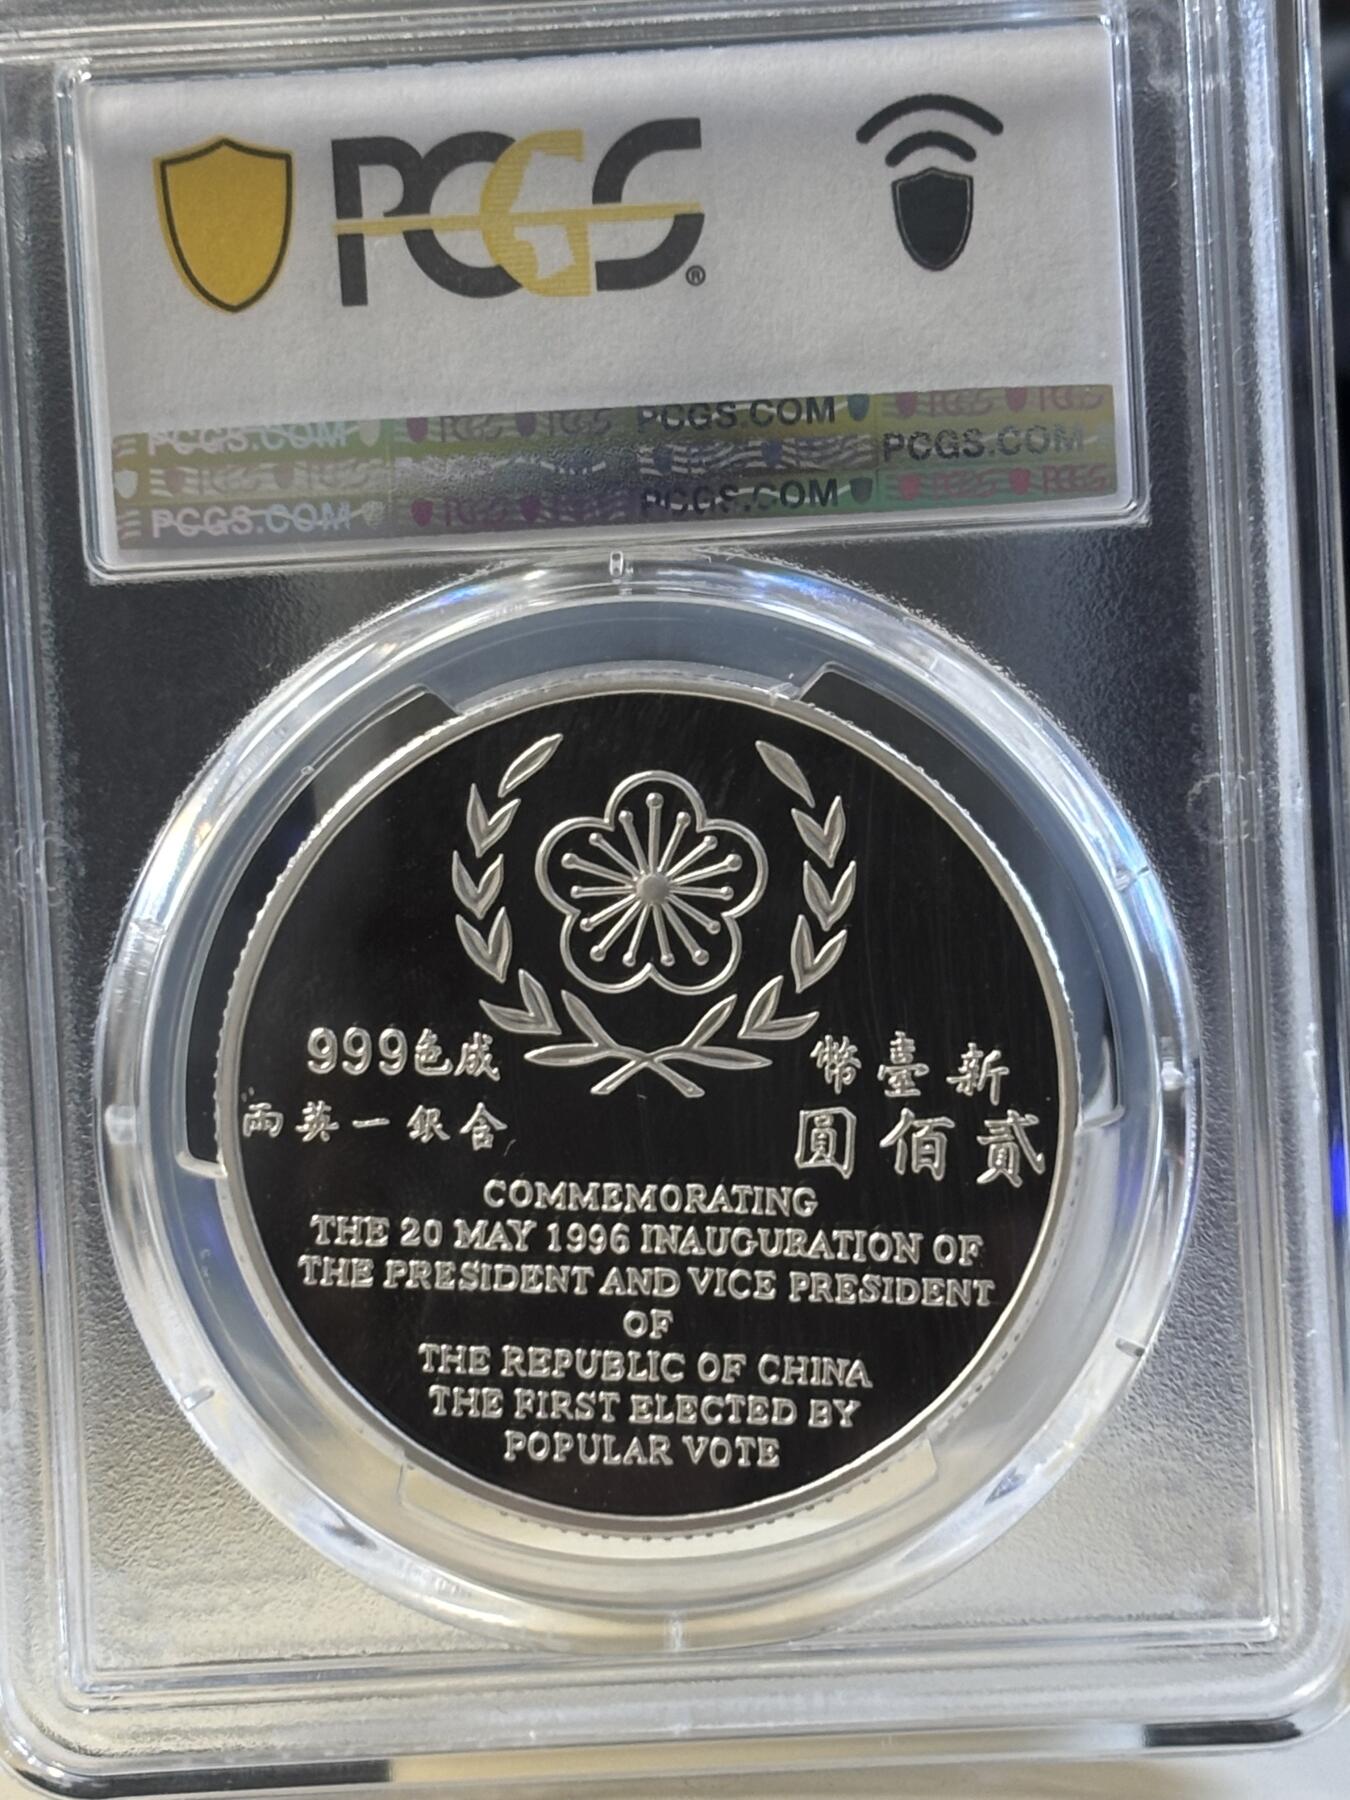 PCGS®
PCGS.COM
PCGS.COM
PCGS.COM
PCGS.COM
999色成
幣臺新
兩英一銀含
圓佰貳
COMMEMORATING
THE 20 MAY 1996 INAUGURATION OF
THE PRESIDENT AND VICE PRESIDENT
OF
THE REPUBLIC OF CHINA
THE FIRST ELECTED BY
POPULAR VOTE